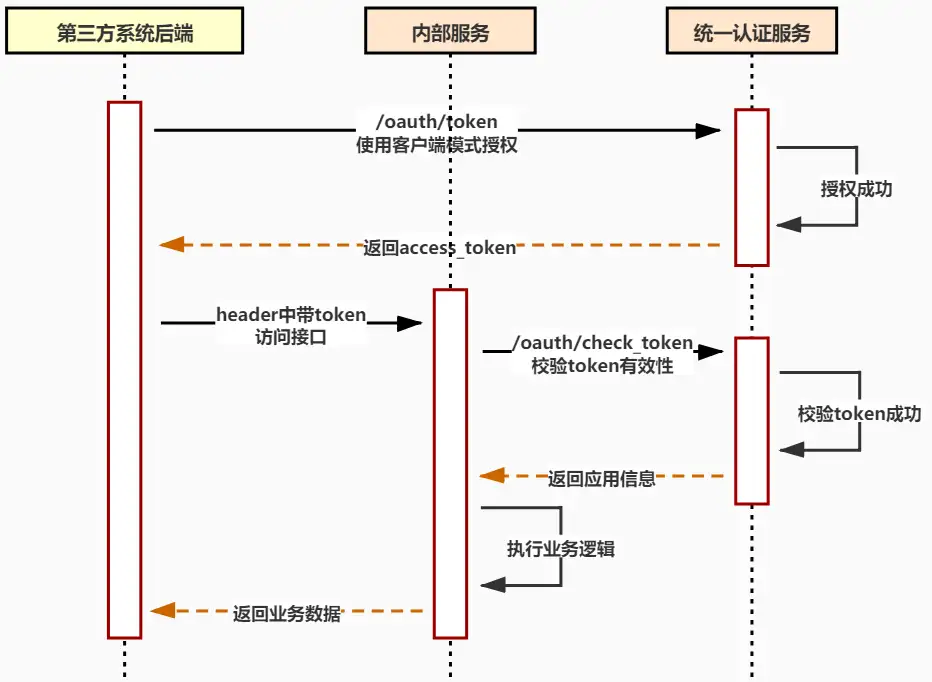 第三方系统后端
内部服务
统一认证服务
/oauth/token
使用客户端模式授权
授权成功
返回access_token
header中带token
访问接口
/oauth/check_token
校验token有效性
校验token成功
返回应用信息
执行业务逻辑
返回业务数据